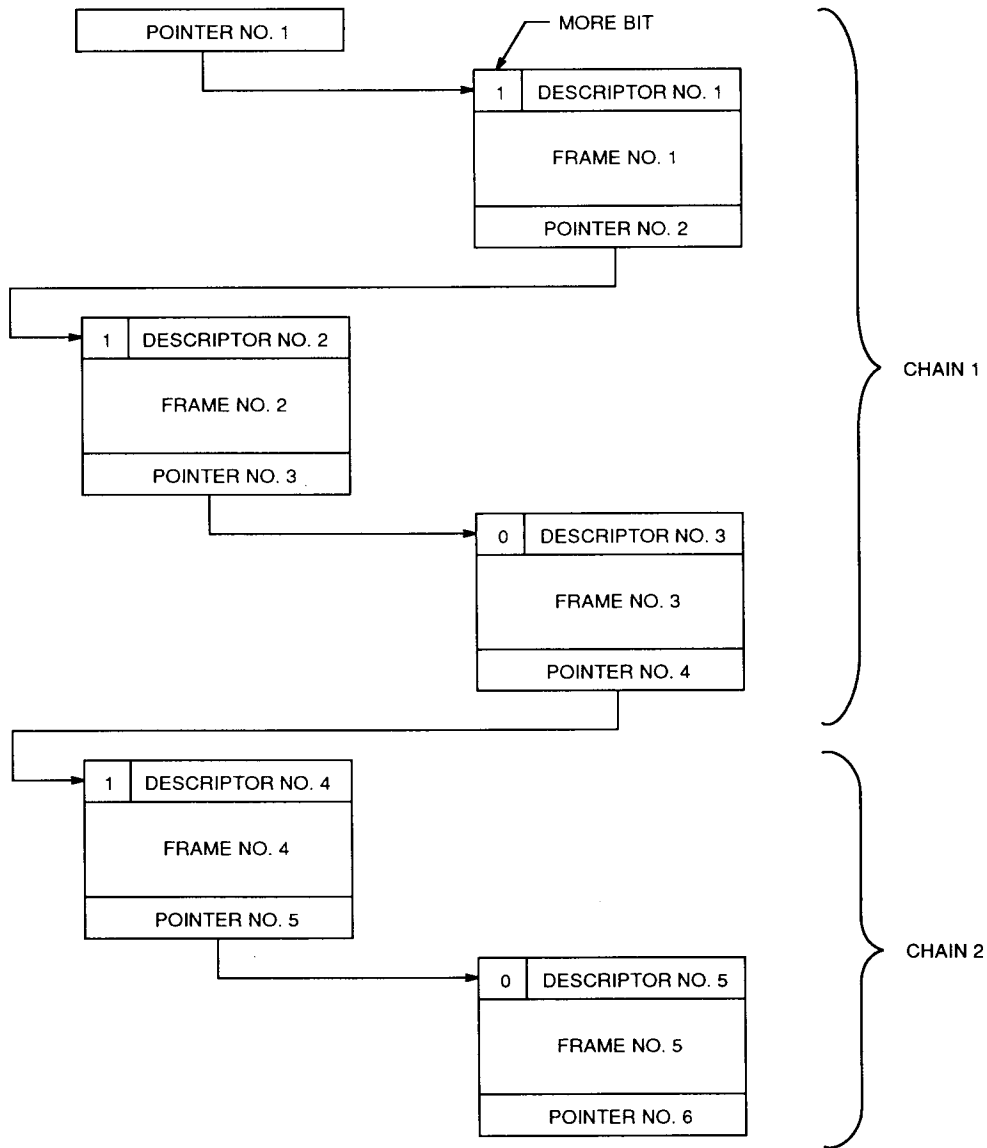 POINTER NO. 1
MORE BIT
1 DESCRIPTOR NO. 1
FRAME NO. 1
POINTER NO. 2
1 DESCRIPTOR NO. 2
FRAME NO. 2
POINTER NO. 3
CHAIN 1
0 DESCRIPTOR NO. 3
FRAME NO. 3
POINTER NO. 4
1 DESCRIPTOR NO. 4
FRAME NO. 4
POINTER NO. 5
CHAIN 2
0 DESCRIPTOR NO. 5
FRAME NO. 5
POINTER NO. 6